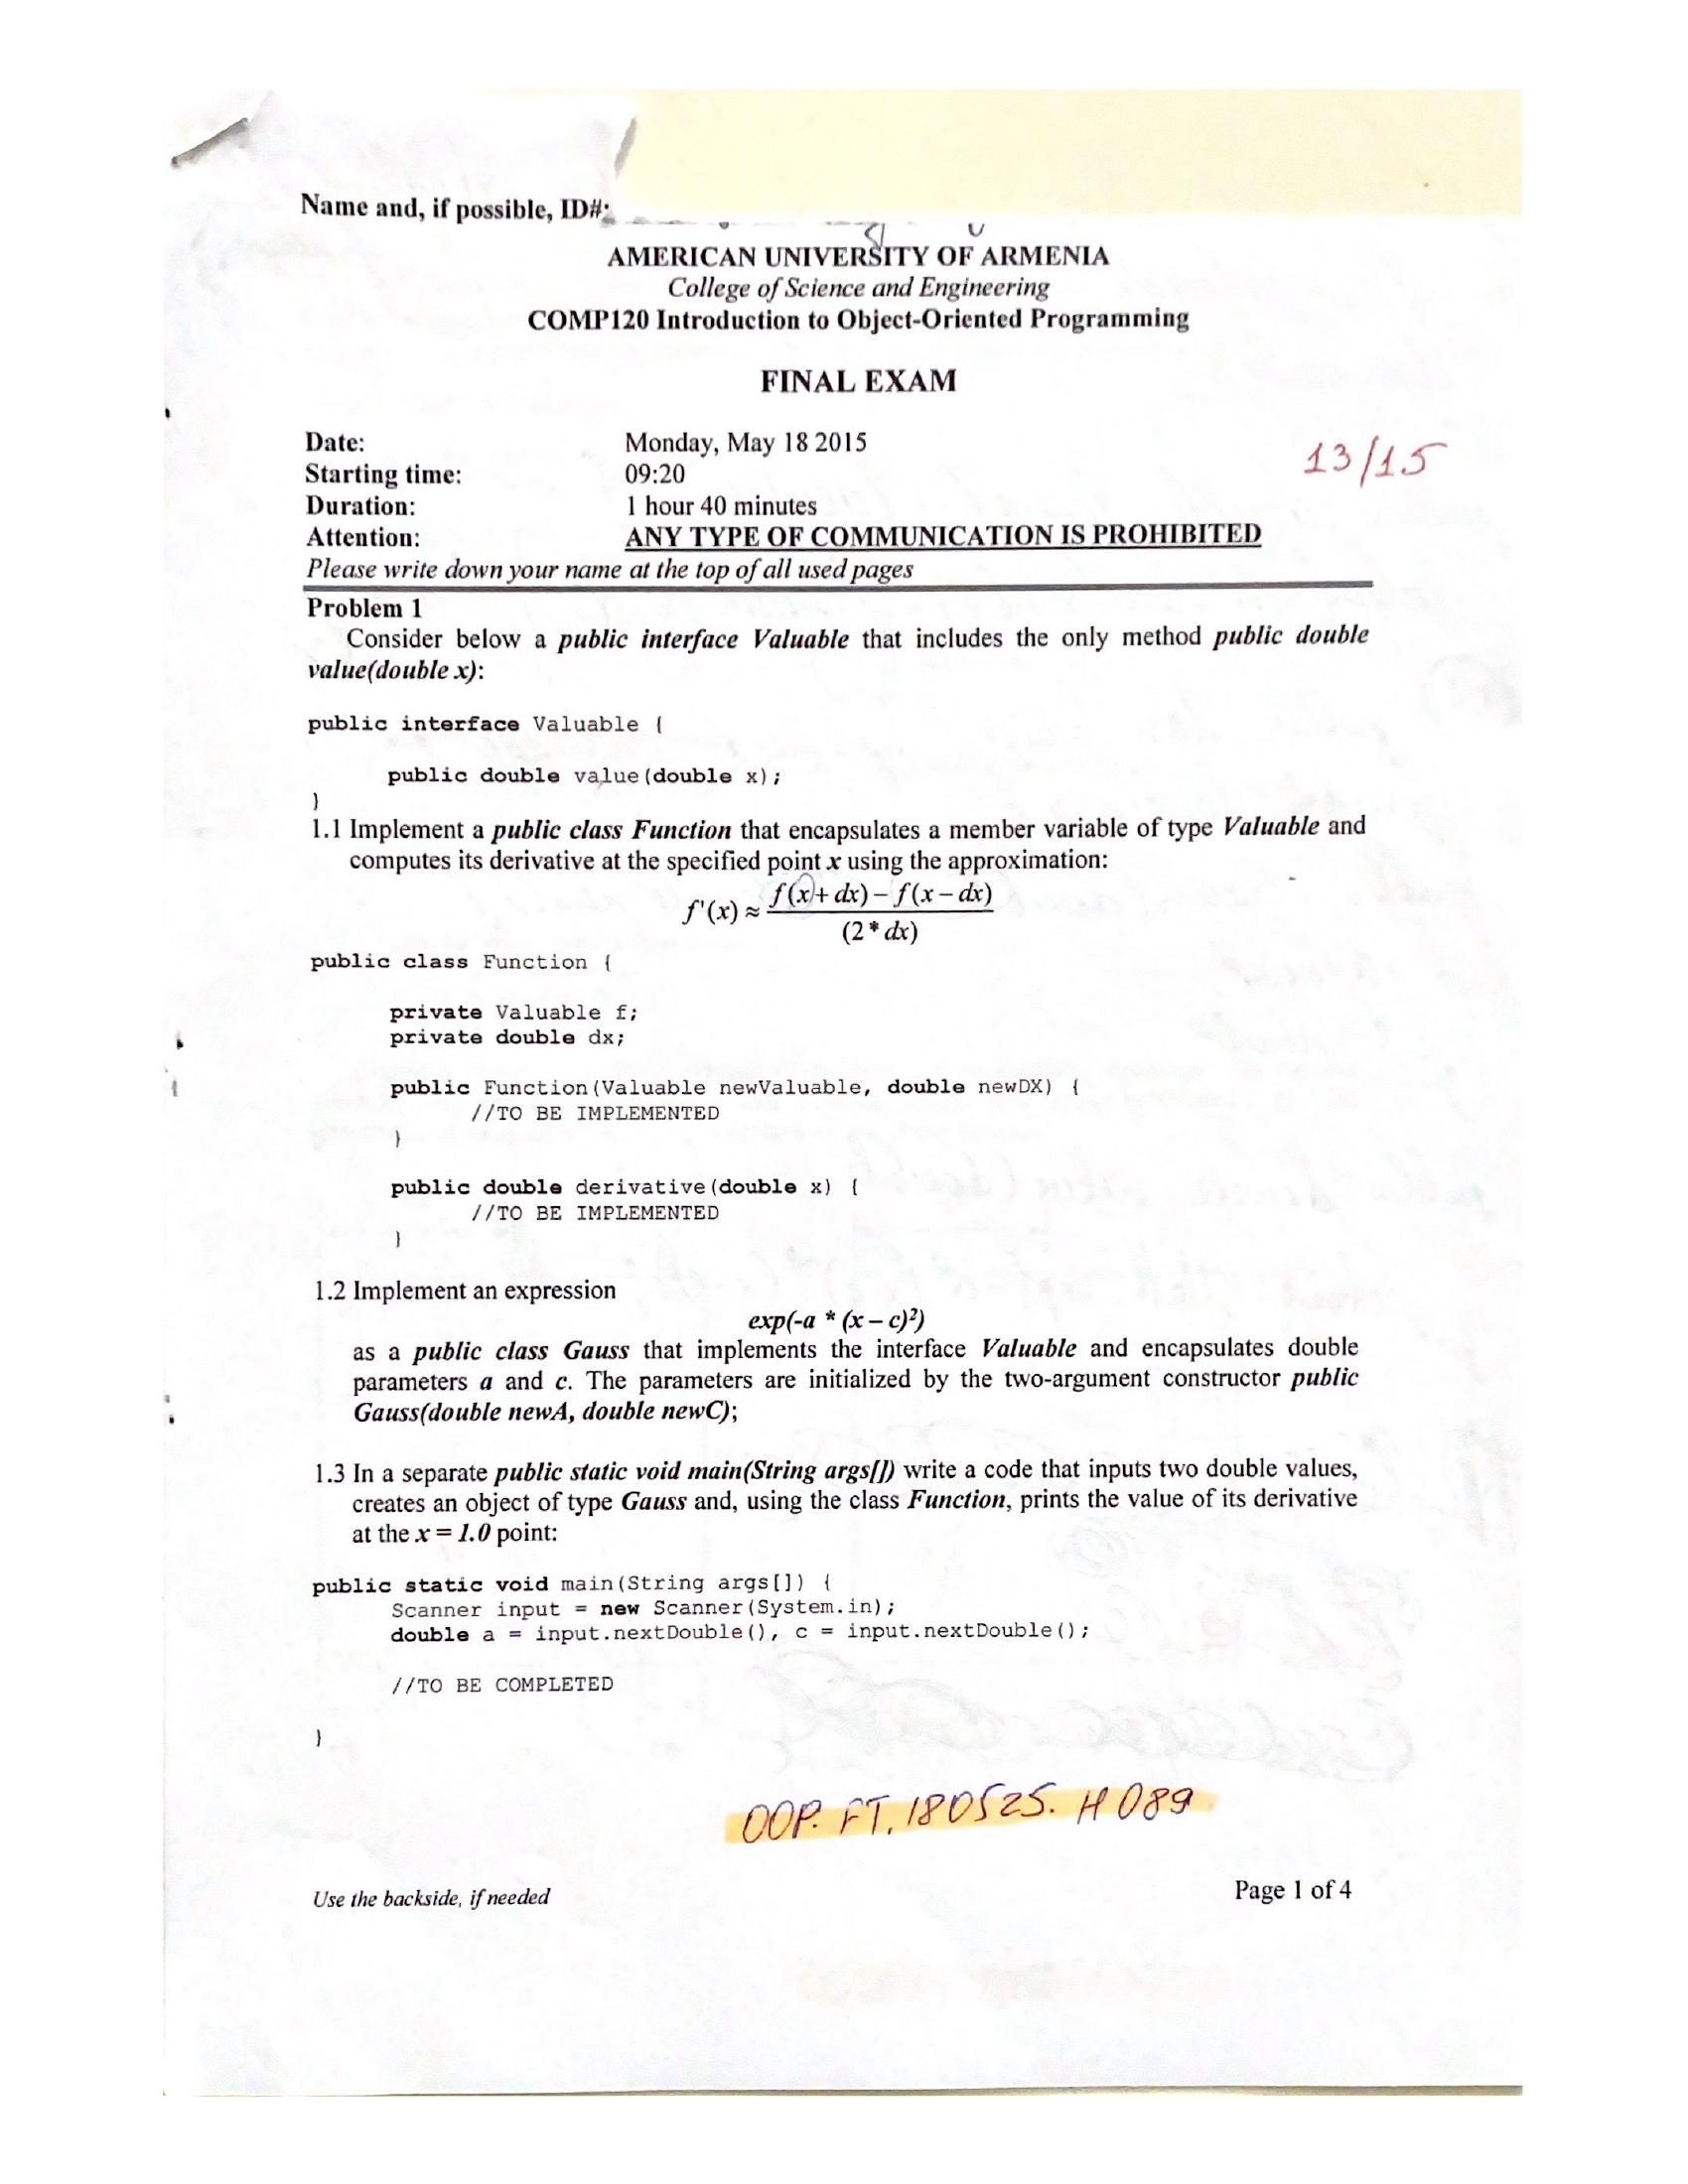 Name and, if possible, ID#:
AMERICAN UNIVERSITY OF ARMENIA
College of Science and Engineering
COMP120 Introduction to Object-Oriented Programming
FINAL EXAM
Date: Monday, May 18 2015
13/15
Starting time: 09:20
Duration: 1 hour 40 minutes
Attention: ANY TYPE OF COMMUNICATION IS PROHIBITED
Please write down your name at the top of all used pages
Problem 1
Consider below a public interface Valuable that includes the only method public double
value(double x):
public interface Valuable {
public double value(double x);
}
1.1 Implement a public class Function that encapsulates a member variable of type Valuable and
computes its derivative at the specified point x using the approximation:
f'(x) ≈ f(x + dx) – f(x – dx)
(2 * dx)
public class Function {
private Valuable f;
private double dx;
public Function(Valuable newValuable, double newDX) {
//TO BE IMPLEMENTED
}
public double derivative(double x) {
//TO BE IMPLEMENTED
}
1.2 Implement an expression
exp(-a * (x – c)²)
as a public class Gauss that implements the interface Valuable and encapsulates double
parameters a and c. The parameters are initialized by the two-argument constructor public
Gauss(double newA, double newC);
1.3 In a separate public static void main(String args[]) write a code that inputs two double values,
creates an object of type Gauss and, using the class Function, prints the value of its derivative
at the x = 1.0 point:
public static void main(String args[]) {
Scanner input = new Scanner(System.in);
double a = input.nextDouble(), c = input.nextDouble();
//TO BE COMPLETED
}
OOP. FT. 180525. H 089
Use the backside, if needed
Page 1 of 4